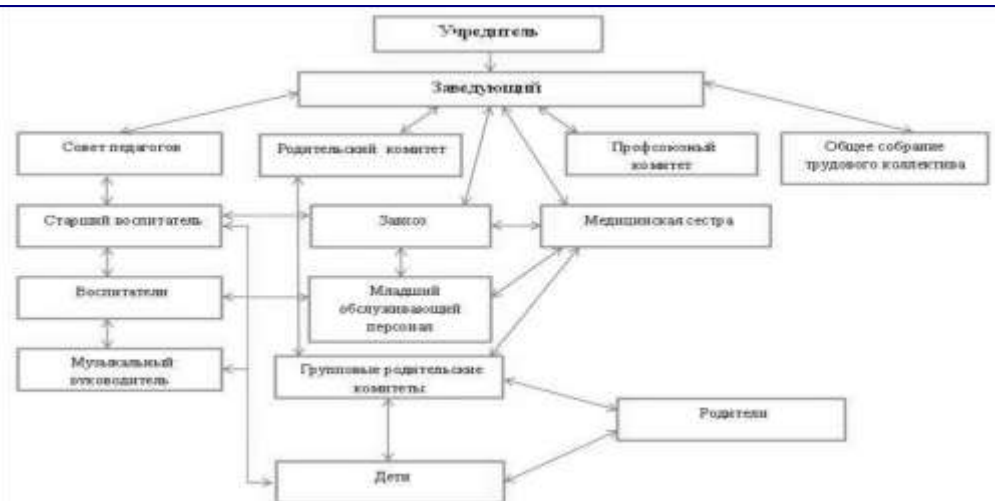 Учредитель
Заведующий
Совет педагогов
Родительский комитет
Профсоюзный
комитет
Общее собрание
трудового коллектива
Старший воспитатель
Завхоз
Медицинская сестра
Воспитатели
Младший
обслуживающей
персонал
Музыкальный
руководитель
Групповые родительские
комитеты:
Родители
Дети